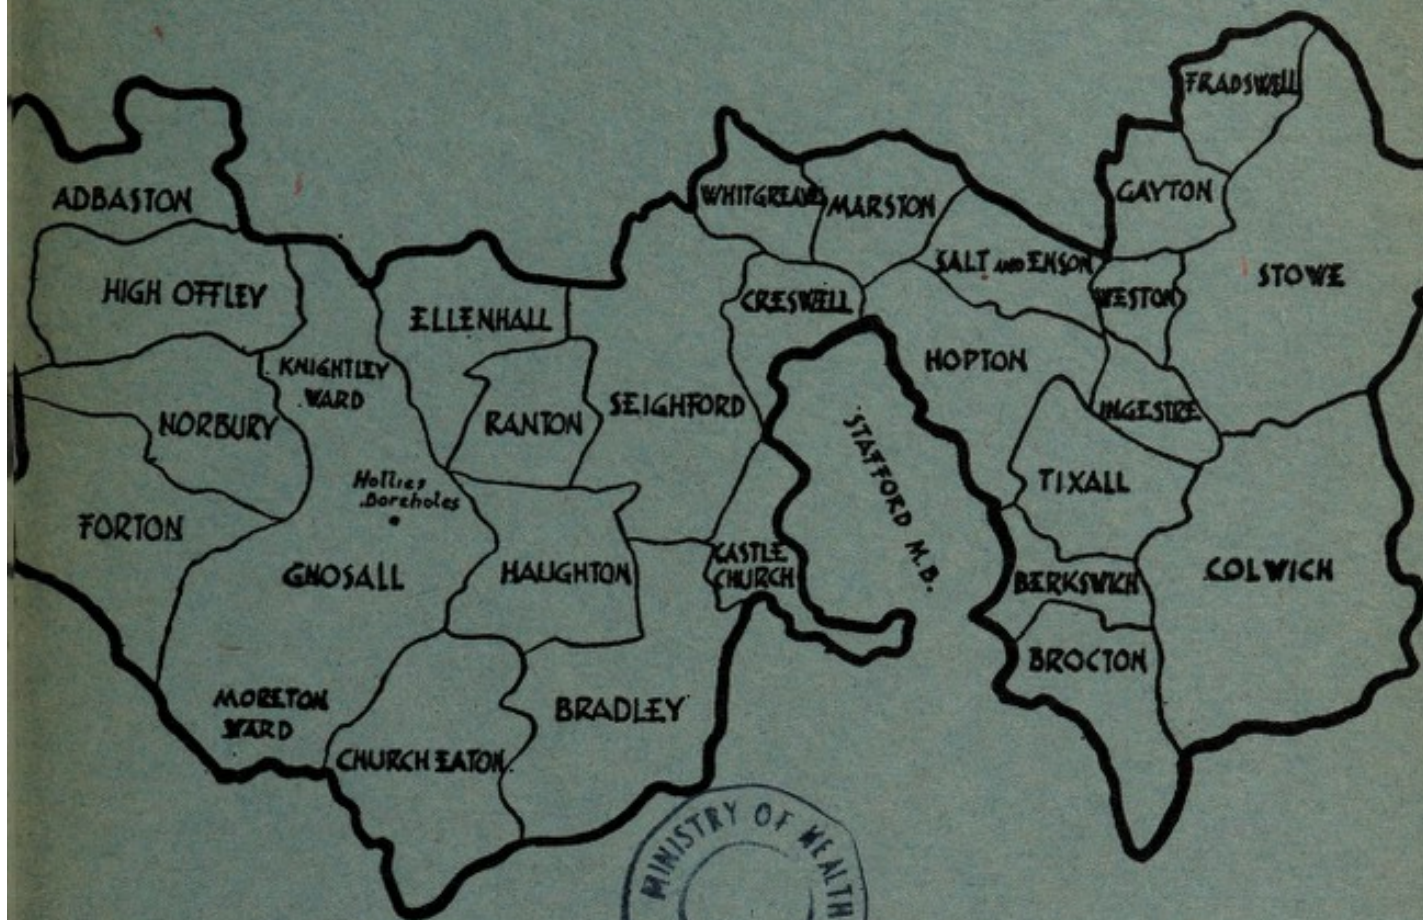 FRADSWELL
ADBASTON
WHITGREAVE
MARSTON
GAYTON
HIGH OFFLEY
SALT AND ENSON
STOWE
ELLENHALL
CRESWELL
WESTON
KNIGHTLEY
WARD
HOPTON
NORBURY
RANTON
SEIGHFORD
INGESTRE
Hollies
Boreholes
STAFFORD M.B.
TIXALL
FORTON
GNOSALL
HAUGHTON
CASTLE
CHURCH
BERKSWICH
COLWICH
MORETON
WARD
BRADLEY
BROCTON
CHURCH EATON
MINISTRY OF HEALTH